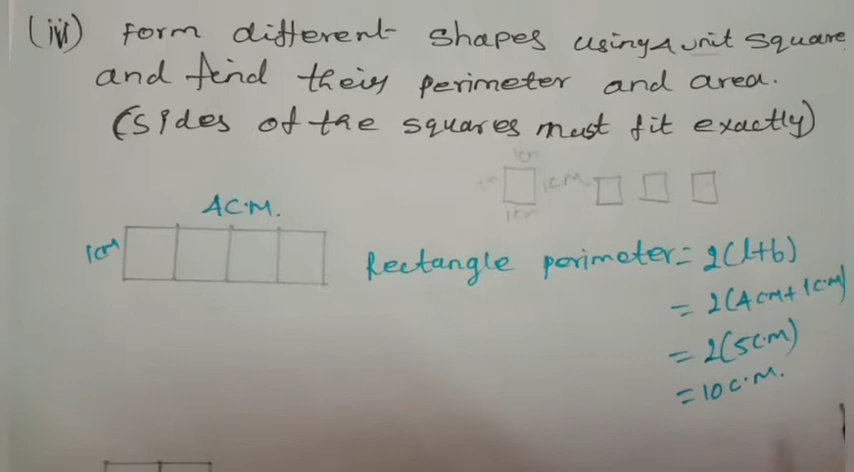 (iv) Form different shapes using 4 unit square
and find their perimeter and area.
(Sides of the squares must fit exactly)
1cm
1cm.
1cm
4C.M.
1cm
Rectangle perimeter = 2(l+b)
= 2(4cm+1cm)
= 2(5cm)
= 10c.m.